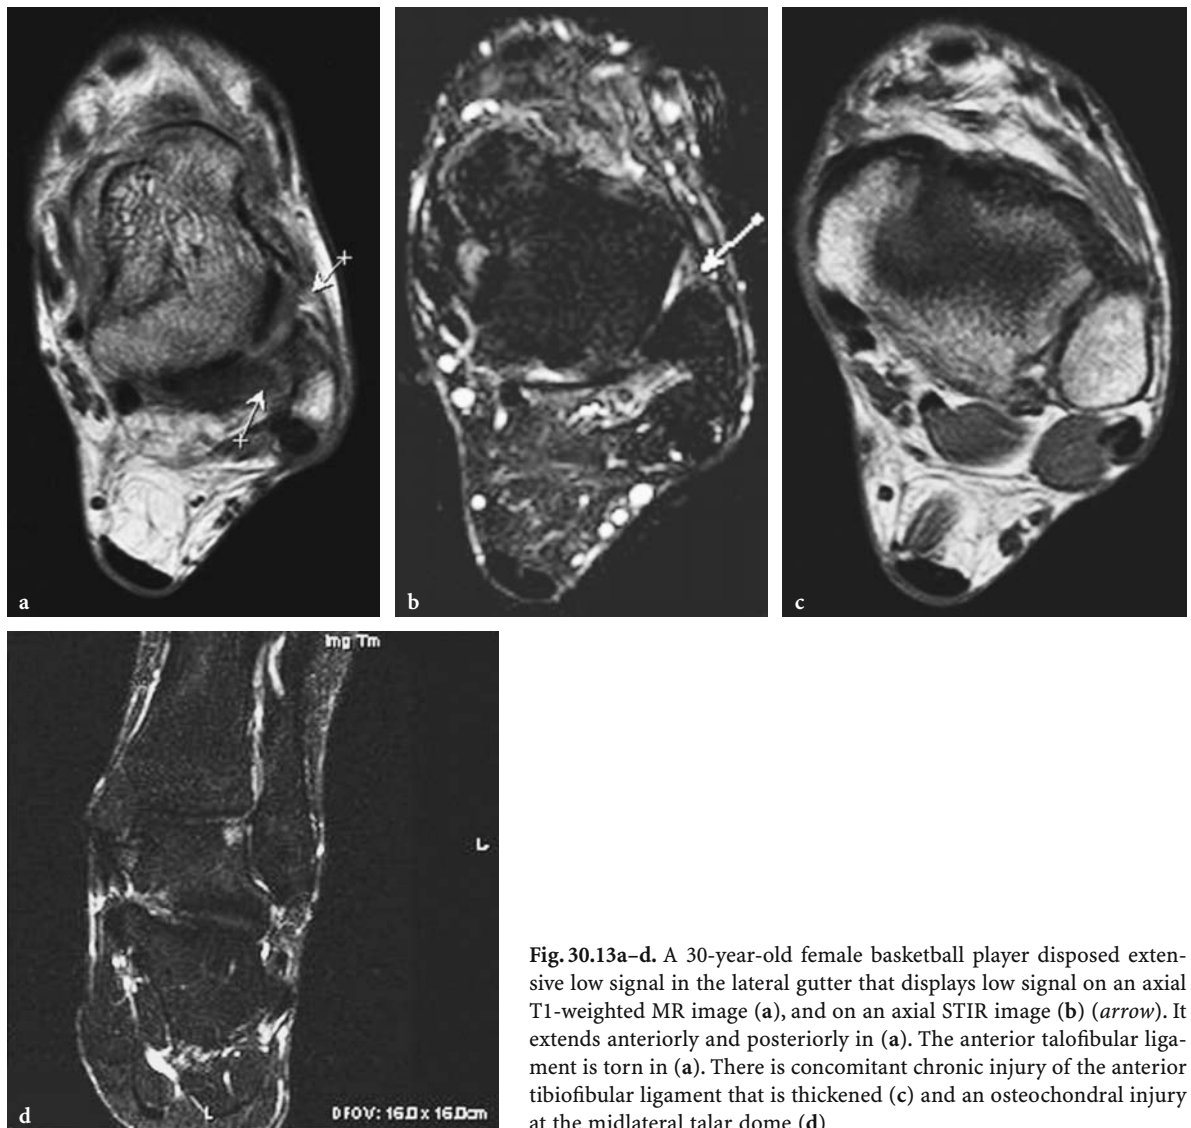 a
b
c
Img Tm
L
L
DFOV: 16.0 x 16.0cm
d
Fig. 30.13a–d. A 30-year-old female basketball player disposed exten-
sive low signal in the lateral gutter that displays low signal on an axial
T1-weighted MR image (a), and on an axial STIR image (b) (arrow). It
extends anteriorly and posteriorly in (a). The anterior talofibular liga-
ment is torn in (a). There is concomitant chronic injury of the anterior
tibiofibular ligament that is thickened (c) and an osteochondral injury
at the midlateral talar dome (d)